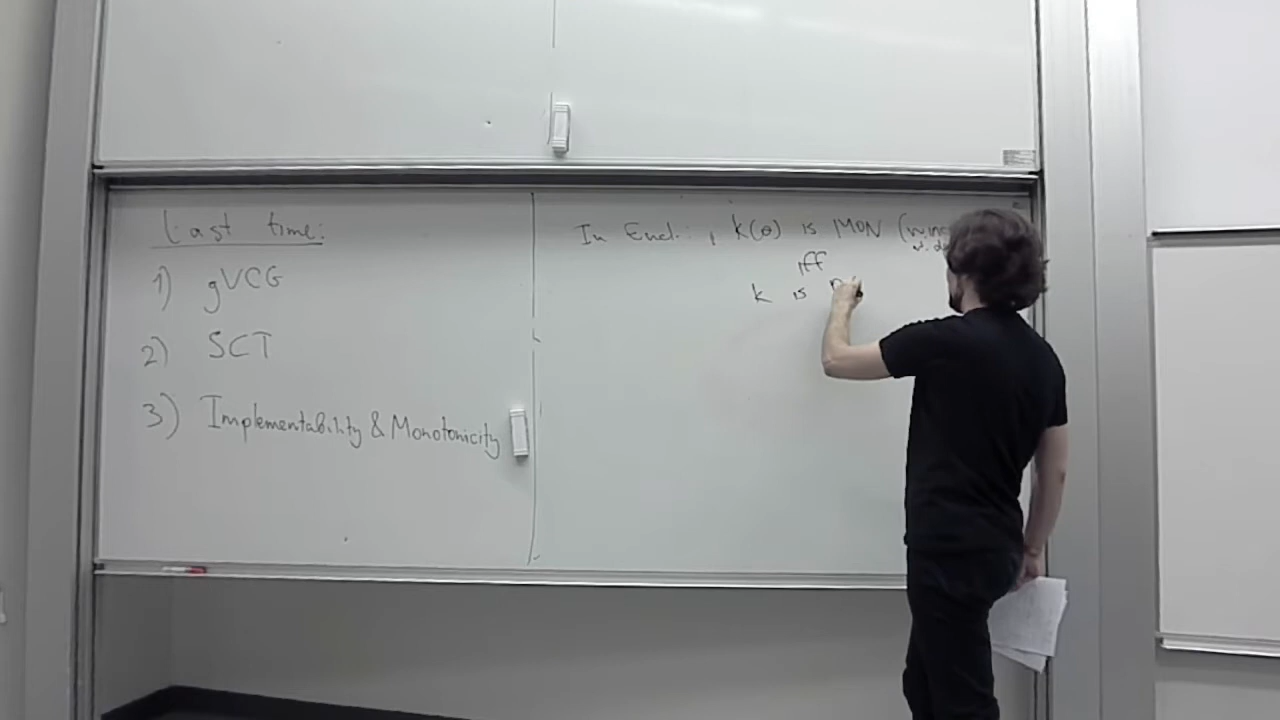 Last time:
1) gVCG
2) SCT
3) Implementability & Monotonicity
In Encl.: , k(θ) is MON
iff
k is